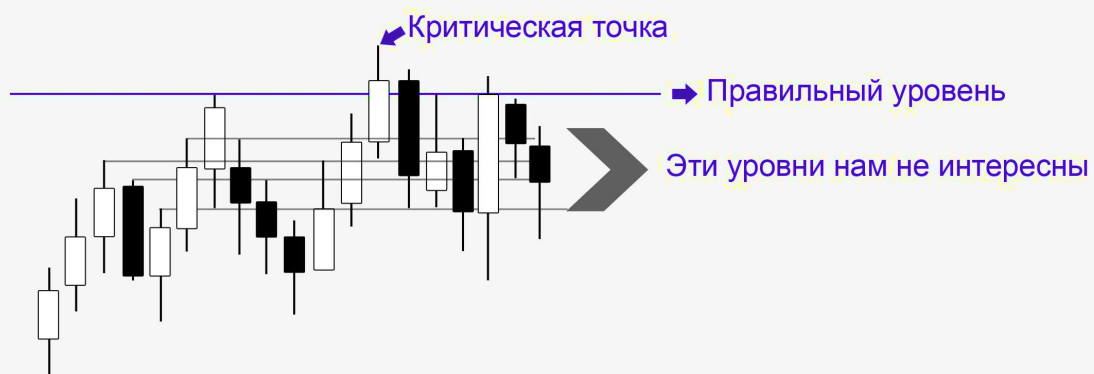 Критическая точка
Правильный уровень
Эти уровни нам не интересны